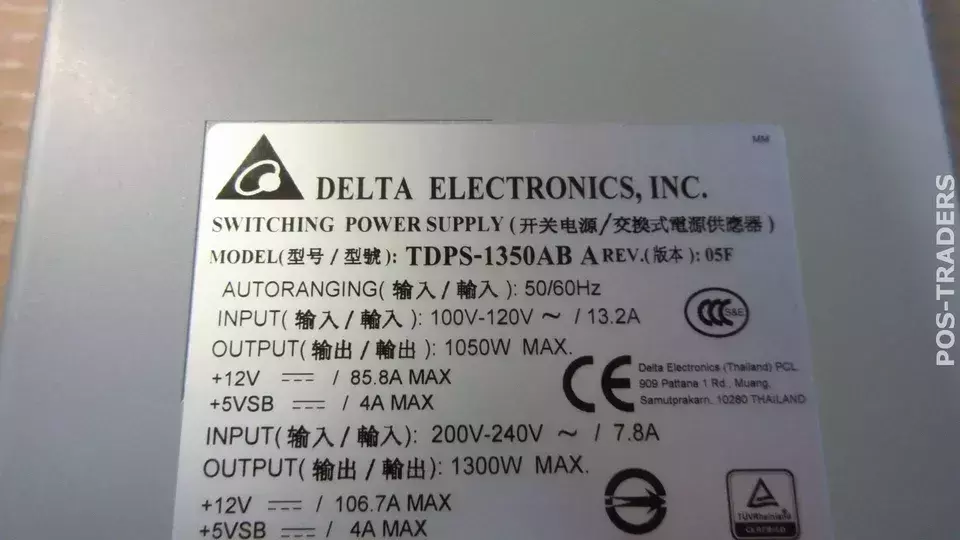 MM
DELTA ELECTRONICS, INC.
SWITCHING POWER SUPPLY (开关电源/交換式電源供應器)
MODEL(型号/型號): TDPS-1350AB A REV.(版本): 05F
AUTORANGING(输入/輸入): 50/60Hz
INPUT(输入/輸入): 100V-120V ~ / 13.2A
OUTPUT(输出/輸出): 1050W MAX.
+12V ⎓ / 85.8A MAX
+5VSB ⎓ / 4A MAX
INPUT(输入/輸入): 200V-240V ~ / 7.8A
OUTPUT(输出/輸出): 1300W MAX.
+12V ⎓ / 106.7A MAX
+5VSB ⎓ / 4A MAX
CCC S&E
CE
Delta Electronics (Thailand) PCL.
909 Pattana 1 Rd., Muang,
Samutprakarn, 10280 THAILAND
TÜVRheinland
CERTIFIED
POS-TRADERS